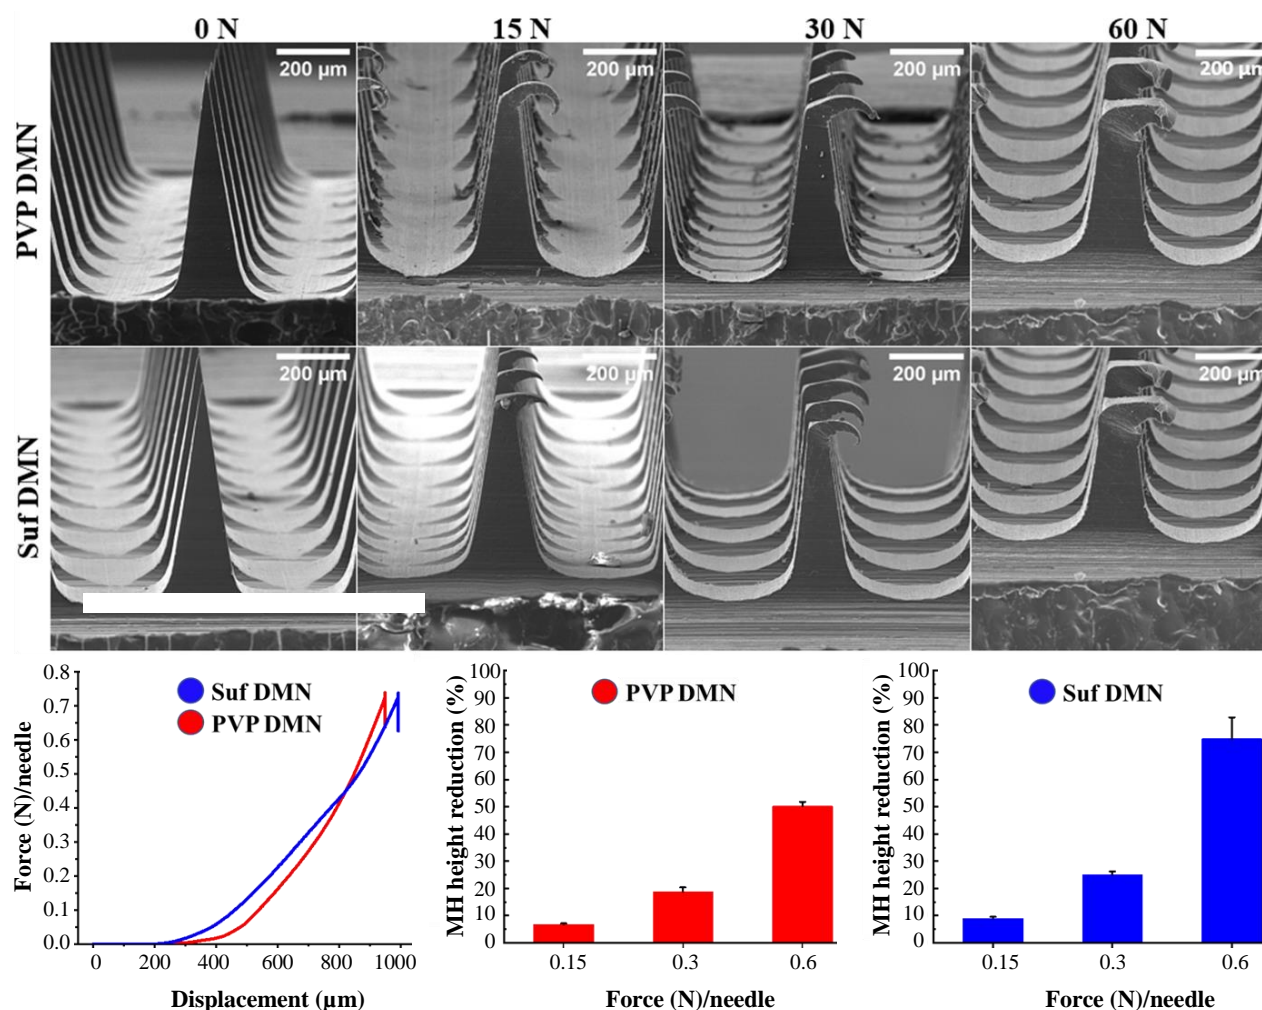 0 N 15 N 30 N 60 N
PVP DMN
200 µm 200 µm 200 µm 200 µm
Suf DMN
200 µm 200 µm 200 µm 200 µm
Force (N)/needle
0.8
0.7
0.6
0.5
0.4
0.3
0.2
0.1
0.0
Suf DMN
PVP DMN
0 200 400 600 800 1000
Displacement (µm)
MH height reduction (%)
100
90
80
70
60
50
40
30
20
10
0
PVP DMN
0.15 0.3 0.6
Force (N)/needle
MH height reduction (%)
100
90
80
70
60
50
40
30
20
10
0
Suf DMN
0.15 0.3 0.6
Force (N)/needle